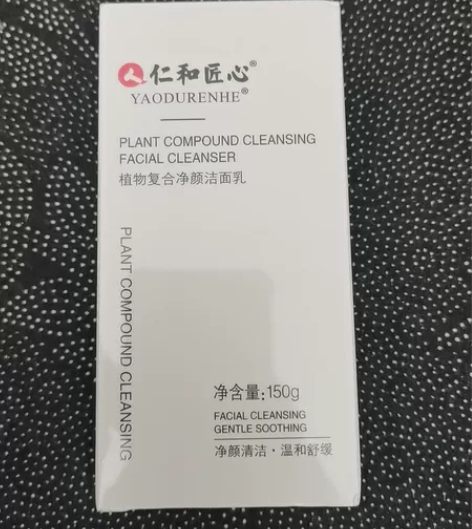 仁和匠心®
YAODURENHE®
PLANT COMPOUND CLEANSING
FACIAL CLEANSER
植物复合净颜洁面乳
PLANT COMPOUND CLEANSING
净含量:150g
FACIAL CLEANSING
GENTLE SOOTHING
净颜清洁·温和舒缓